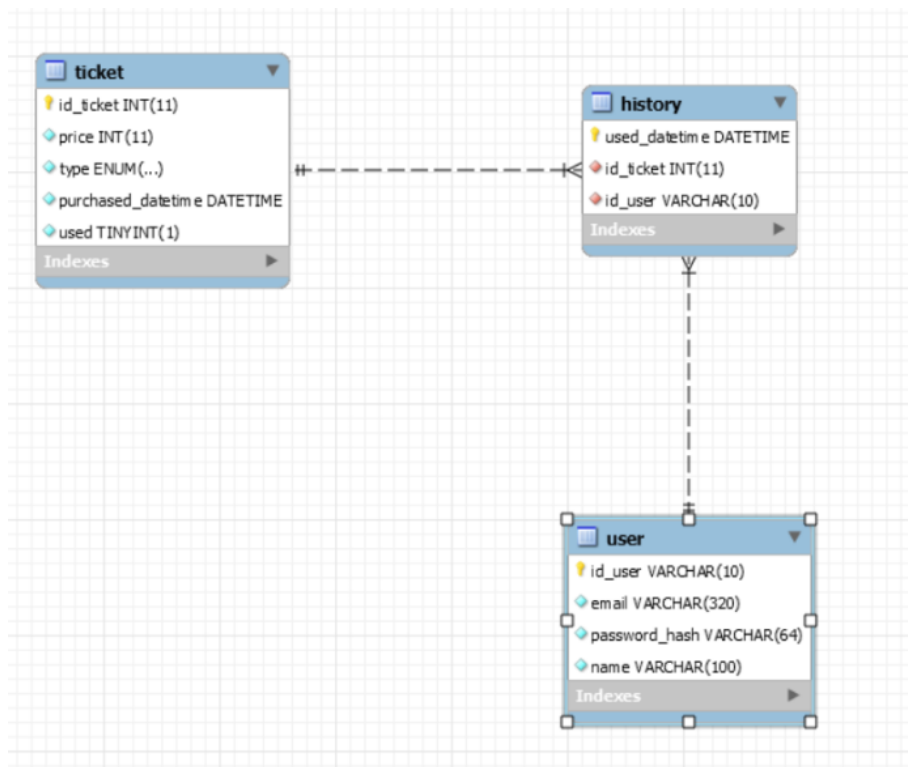 ticket
id_ticket INT(11)
price INT(11)
type ENUM(...)
purchased_datetime DATETIME
used TINYINT(1)
Indexes
history
used_datetime DATETIME
id_ticket INT(11)
id_user VARCHAR(10)
Indexes
user
id_user VARCHAR(10)
email VARCHAR(320)
password_hash VARCHAR(64)
name VARCHAR(100)
Indexes